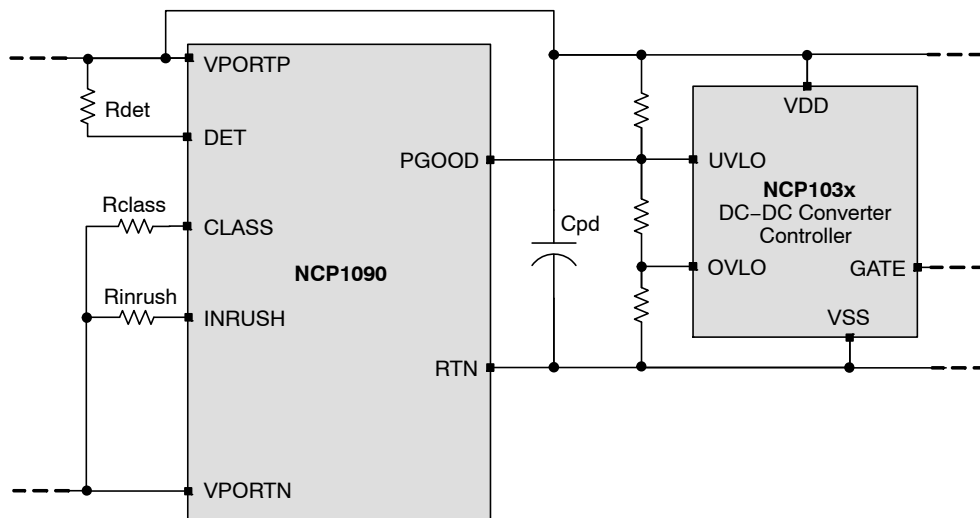 VPORTP
Rdet
DET
VDD
PGOOD
UVLO
NCP103x
DC−DC Converter
Controller
Rclass
CLASS
Cpd
NCP1090
OVLO
GATE
Rinrush
INRUSH
VSS
RTN
VPORTN